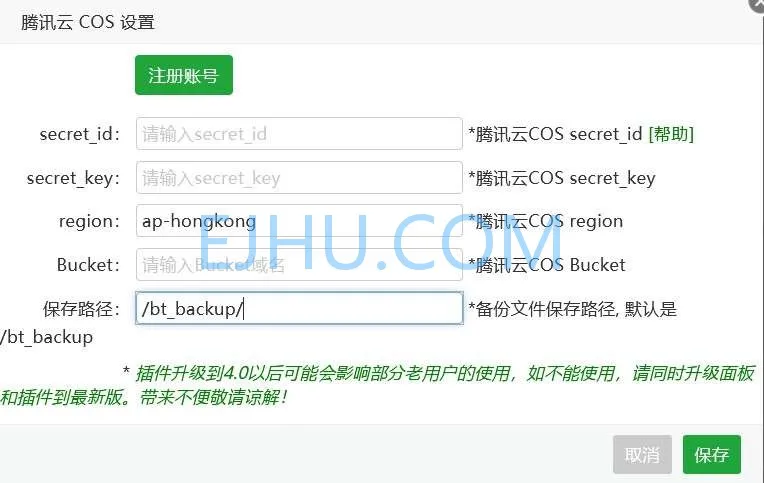 腾讯云 COS 设置
注册账号
secret_id： 请输入secret_id *腾讯云COS secret_id [帮助]
secret_key： 请输入secret_key *腾讯云COS secret_key
region： ap-hongkong *腾讯云COS region
EJHU.COM
Bucket： 请输入Bucket域名 *腾讯云COS Bucket
保存路径： /bt_backup/ *备份文件保存路径, 默认是
/bt_backup
* 插件升级到4.0以后可能会影响部分老用户的使用，如不能使用，请同时升级面板
和插件到最新版。带来不便敬请谅解！
取消 保存